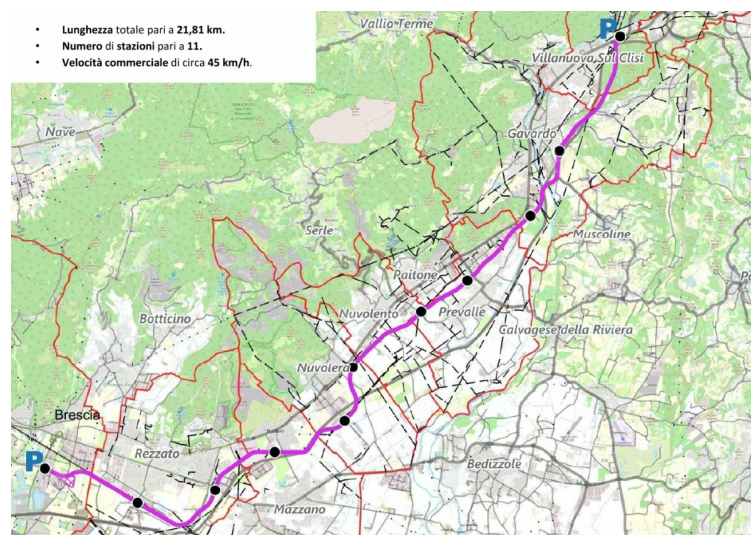 • Lunghezza totale pari a 21,81 km.
• Numero di stazioni pari a 11.
• Velocità commerciale di circa 45 km/h.
Vallio Terme
P
Villanuova Sul Clisi
Nave
Gavardo
Serle
Muscoline
Paitone
Botticino
Nuvolento
Prevalle
Calvagese della Riviera
Nuvolera
Brescia
Rezzato
P
Bedizzole
Mazzano